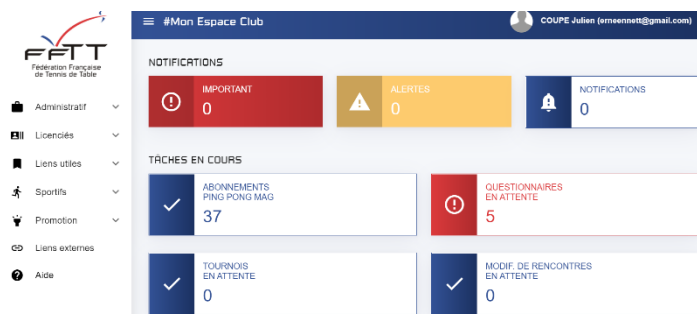 FFTT
Fédération Française
de Tennis de Table
Administratif
Licenciés
Liens utiles
Sportifs
Promotion
Liens externes
Aide
#Mon Espace Club
COUPE Julien (erneennett@gmail.com)
NOTIFICATIONS
IMPORTANT
0
ALERTES
0
NOTIFICATIONS
0
TÂCHES EN COURS
ABONNEMENTS
PING PONG MAG
37
QUESTIONNAIRES
EN ATTENTE
5
TOURNOIS
EN ATTENTE
0
MODIF. DE RENCONTRES
EN ATTENTE
0